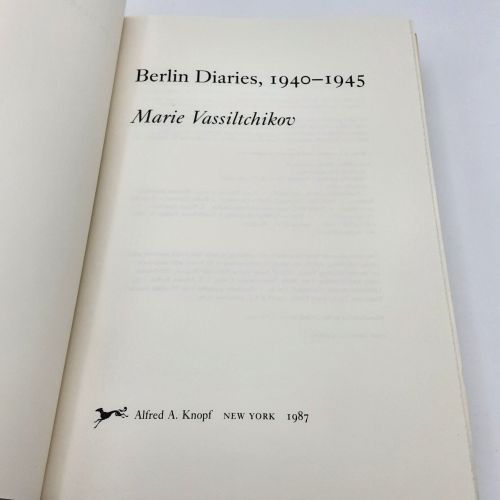 Berlin Diaries, 1940–1945
Marie Vassiltchikov
Alfred A. Knopf NEW YORK 1987